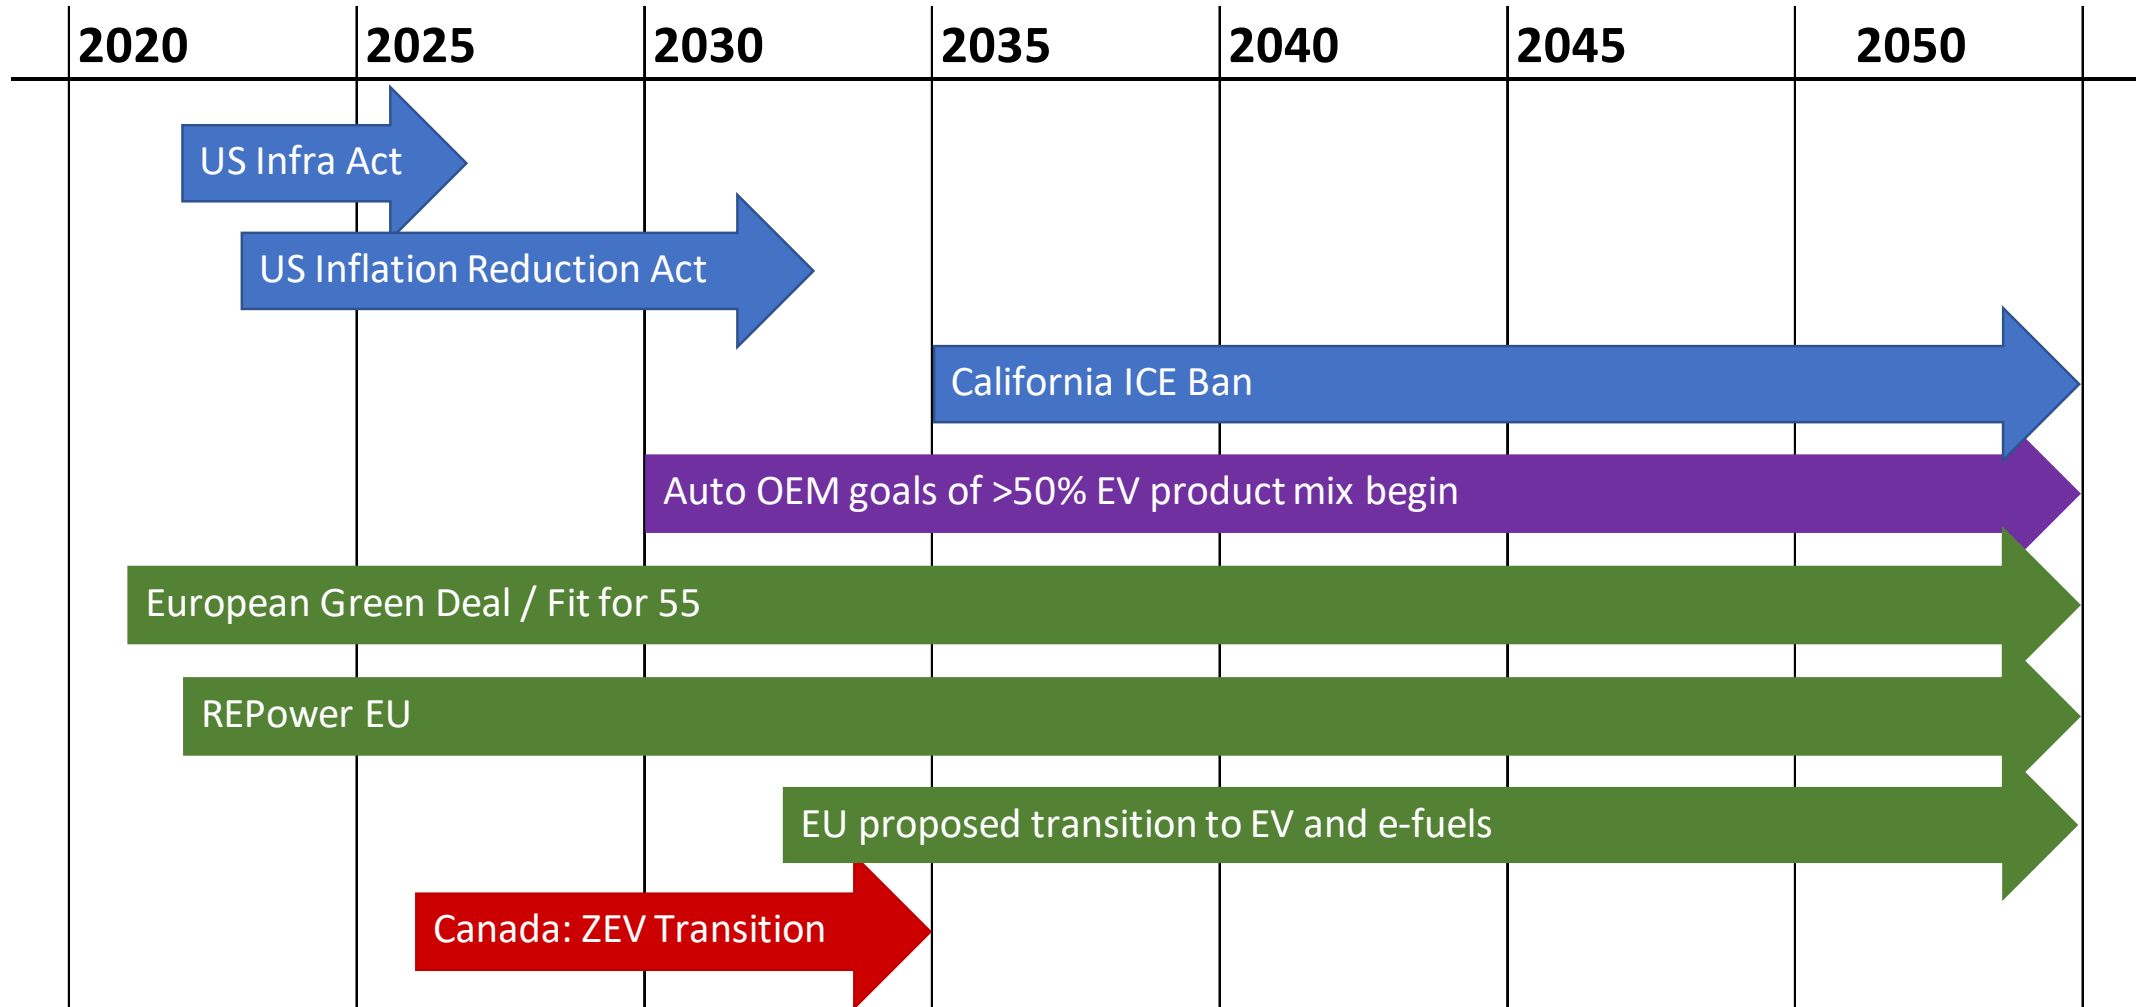 2020 2025 2030 2035 2040 2045 2050
US Infra Act
US Inflation Reduction Act
California ICE Ban
Auto OEM goals of >50% EV product mix begin
European Green Deal / Fit for 55
REPower EU
EU proposed transition to EV and e-fuels
Canada: ZEV Transition